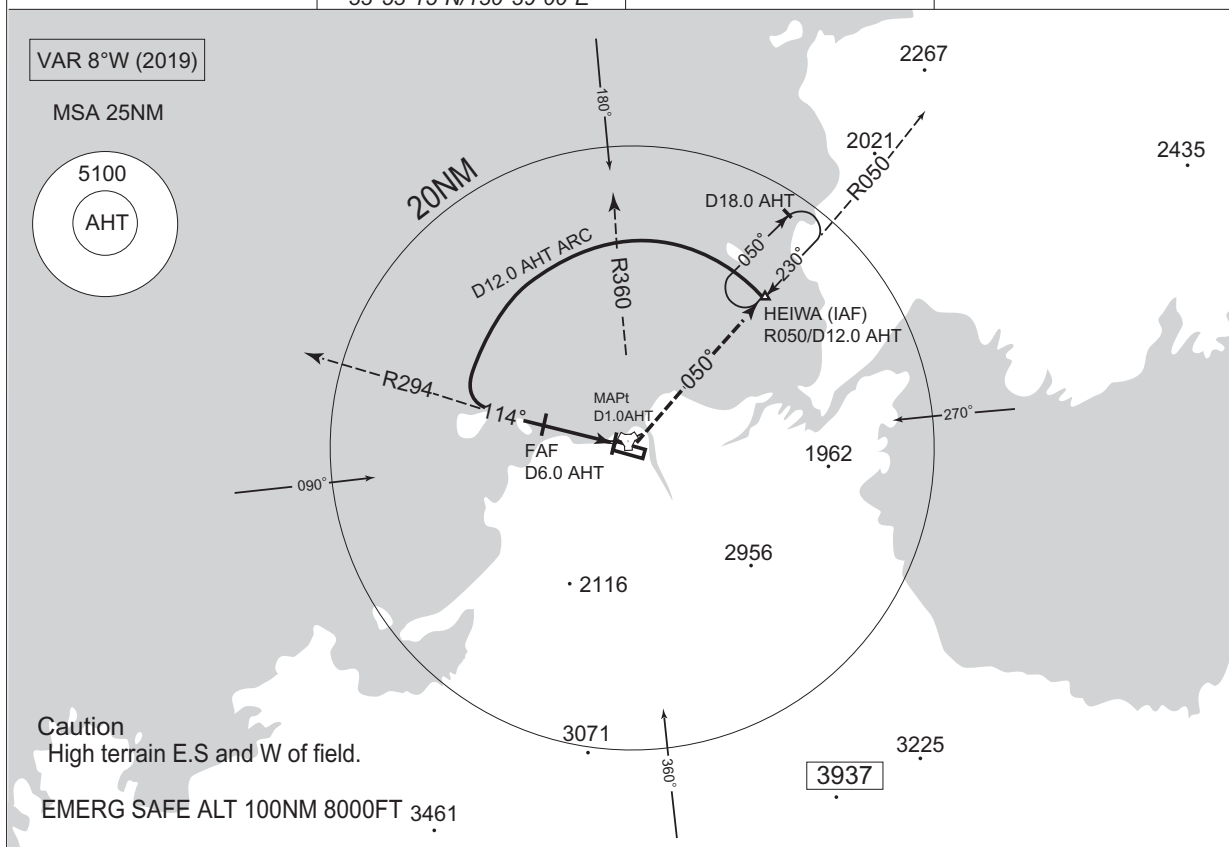 VAR 8°W (2019)
MSA 25NM
5100
AHT
20NM
180°
2267
2021
2435
R050
D18.0 AHT
050°
230°
D12.0 AHT ARC
R360
HEIWA (IAF)
R050/D12.0 AHT
R294
114°
050°
MAPt
D1.0AHT
FAF
D6.0 AHT
270°
090°
1962
2956
2116
Caution
High terrain E.S and W of field.
3071
360°
3225
3937
EMERG SAFE ALT 100NM 8000FT
3461